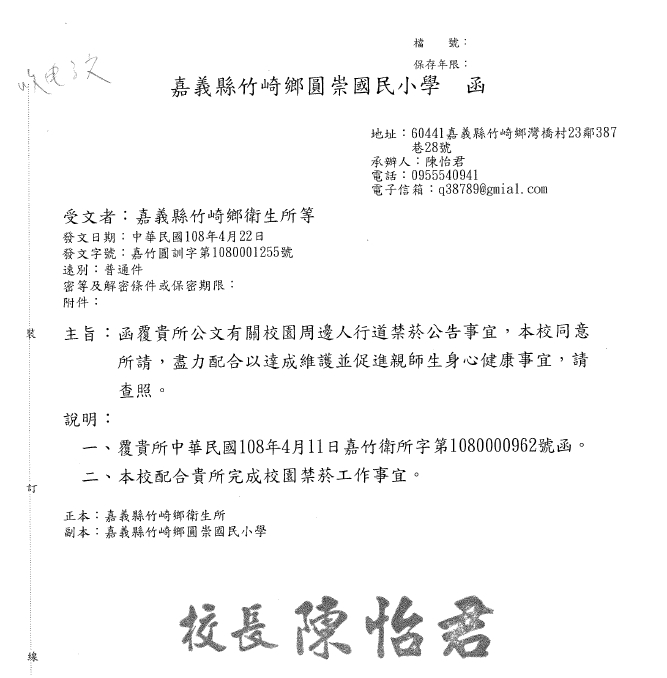 檔　號：
保存年限：
嘉義縣竹崎鄉圓崇國民小學　函
地址：60441嘉義縣竹崎鄉灣橋村23鄰387
巷28號
承辦人：陳怡君
電話：0955540941
電子信箱：q38789@gmial.com
受文者：嘉義縣竹崎鄉衛生所等
發文日期：中華民國108年4月22日
發文字號：嘉竹圓訓字第1080001255號
速別：普通件
密等及解密條件或保密期限：
附件：
主旨：函覆貴所公文有關校園周邊人行道禁菸公告事宜，本校同意
所請，盡力配合以達成維護並促進親師生身心健康事宜，請
查照。
說明：
一、覆貴所中華民國108年4月11日嘉竹衛所字第1080000962號函。
二、本校配合貴所完成校園禁菸工作事宜。
正本：嘉義縣竹崎鄉衛生所
副本：嘉義縣竹崎鄉圓崇國民小學
校長 陳怡君
裝
訂
線